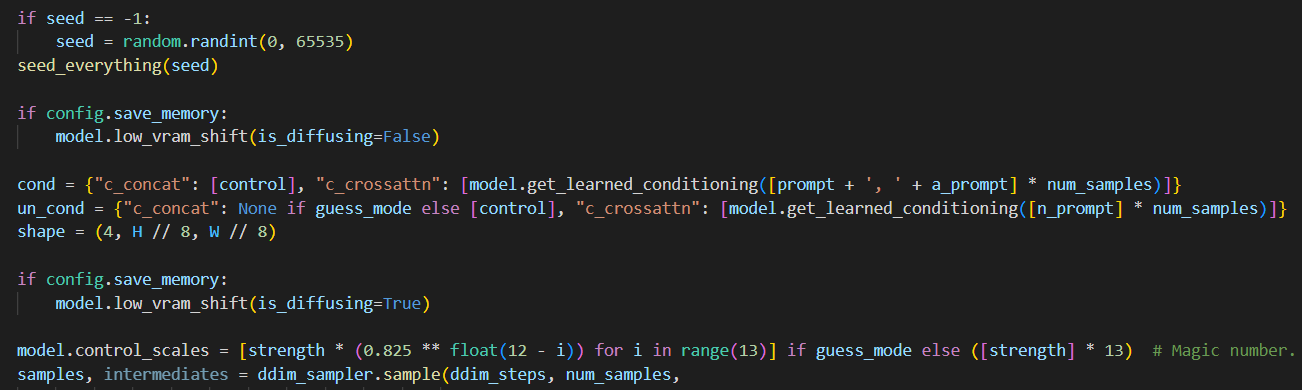 if seed == -1:
    seed = random.randint(0, 65535)
seed_everything(seed)

if config.save_memory:
    model.low_vram_shift(is_diffusing=False)

cond = {"c_concat": [control], "c_crossattn": [model.get_learned_conditioning([prompt + ', ' + a_prompt] * num_samples)]}
un_cond = {"c_concat": None if guess_mode else [control], "c_crossattn": [model.get_learned_conditioning([n_prompt] * num_samples)]}
shape = (4, H // 8, W // 8)

if config.save_memory:
    model.low_vram_shift(is_diffusing=True)

model.control_scales = [strength * (0.825 ** float(12 - i)) for i in range(13)] if guess_mode else ([strength] * 13)  # Magic number.
samples, intermediates = ddim_sampler.sample(ddim_steps, num_samples,